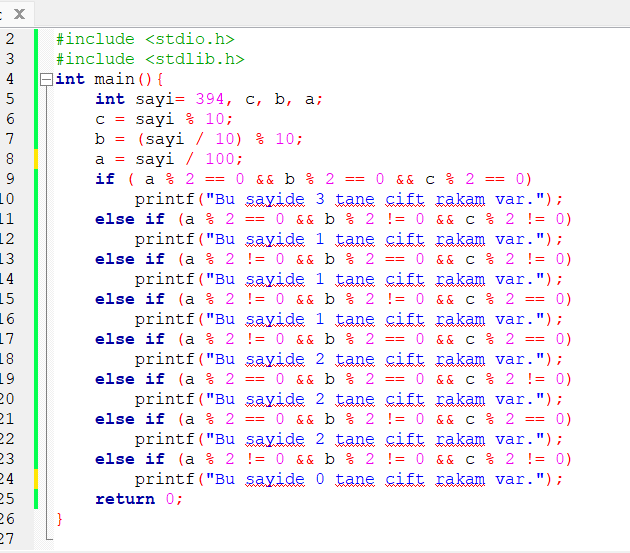 2 #include <stdio.h>
3 #include <stdlib.h>
4 int main(){
5 int sayi= 394, c, b, a;
6 c = sayi % 10;
7 b = (sayi / 10) % 10;
8 a = sayi / 100;
9 if ( a % 2 == 0 && b % 2 == 0 && c % 2 == 0)
10 printf("Bu sayide 3 tane cift rakam var.");
11 else if (a % 2 == 0 && b % 2 != 0 && c % 2 != 0)
12 printf("Bu sayide 1 tane cift rakam var.");
13 else if (a % 2 != 0 && b % 2 == 0 && c % 2 != 0)
14 printf("Bu sayide 1 tane cift rakam var.");
15 else if (a % 2 != 0 && b % 2 != 0 && c % 2 == 0)
16 printf("Bu sayide 1 tane cift rakam var.");
17 else if (a % 2 != 0 && b % 2 == 0 && c % 2 == 0)
18 printf("Bu sayide 2 tane cift rakam var.");
19 else if (a % 2 == 0 && b % 2 == 0 && c % 2 != 0)
20 printf("Bu sayide 2 tane cift rakam var.");
21 else if (a % 2 == 0 && b % 2 != 0 && c % 2 == 0)
22 printf("Bu sayide 2 tane cift rakam var.");
23 else if (a % 2 != 0 && b % 2 != 0 && c % 2 != 0)
24 printf("Bu sayide 0 tane cift rakam var.");
25 return 0;
26 }
27